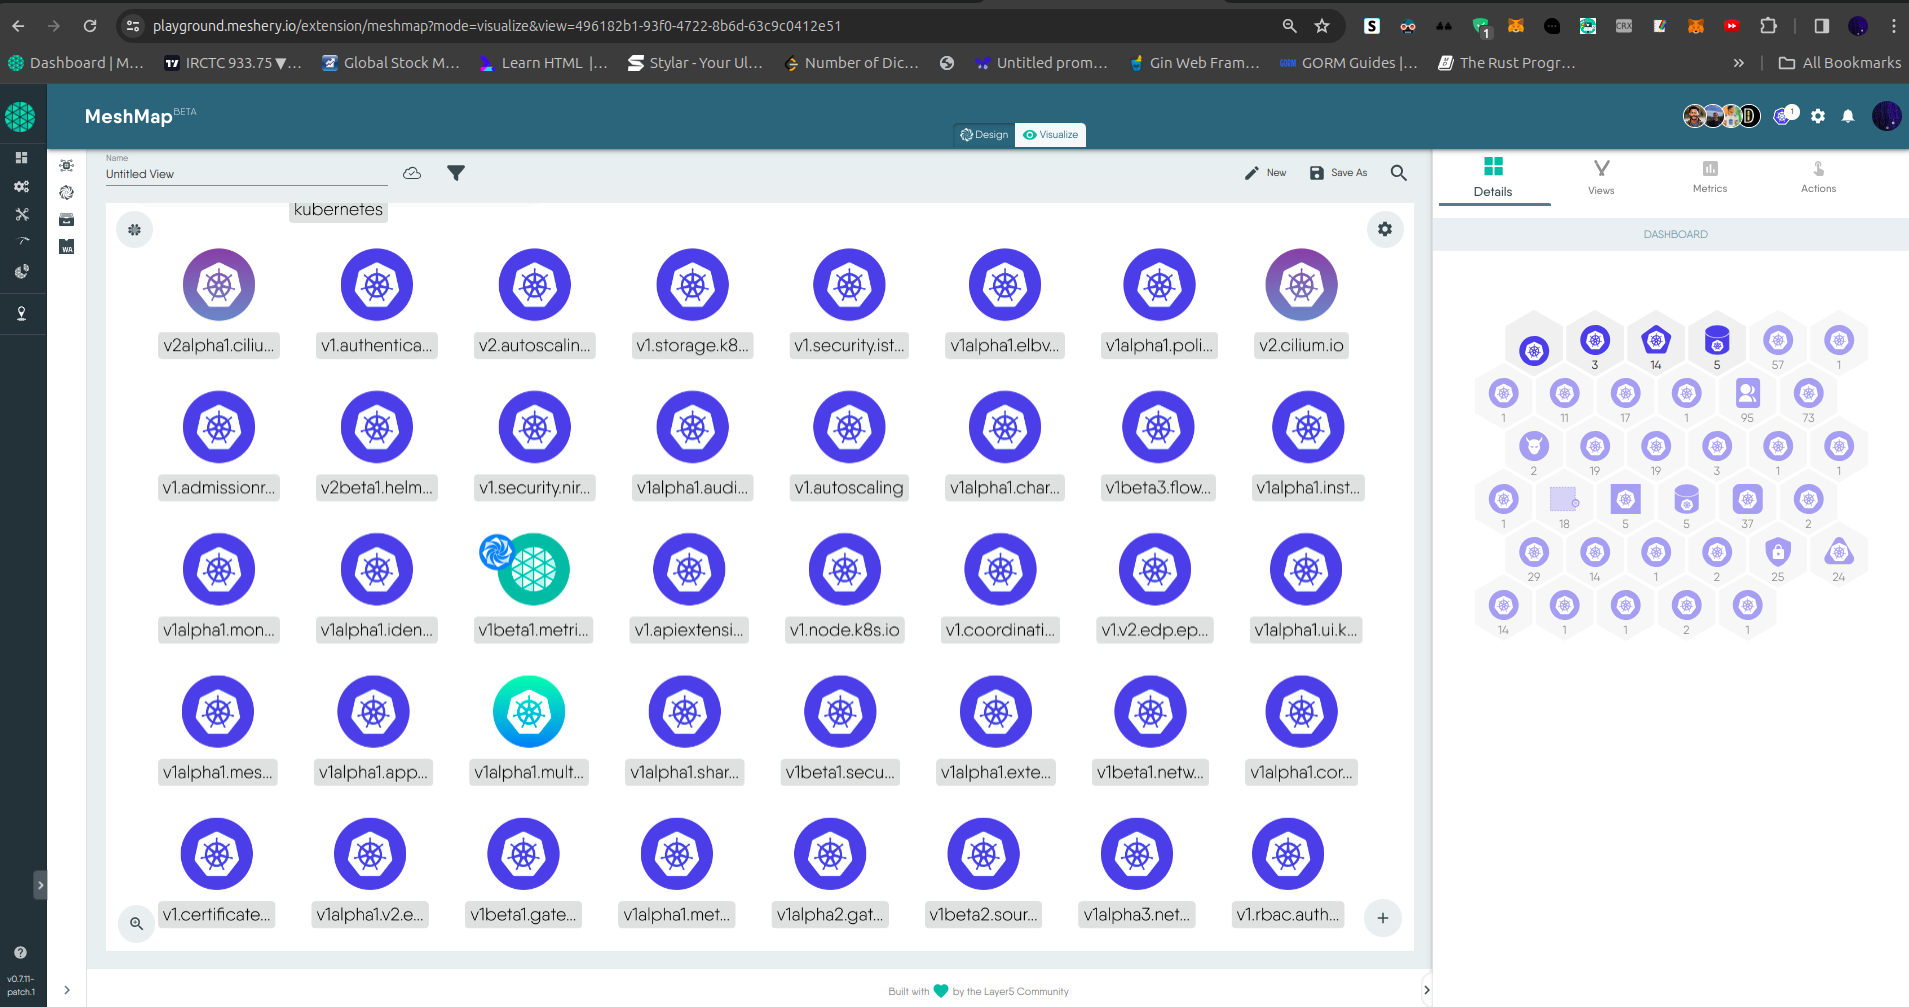 playground.meshery.io/extension/meshmap?mode=visualize&view=496182b1-93f0-4722-8b6d-63c9c0412e51
S
1
CRX
Dashboard | M...
IRCTC 933.75 ▼...
Global Stock M...
Learn HTML |...
Stylar - Your Ul...
Number of Dic...
Untitled prom...
Gin Web Fram...
GORM Guides |...
The Rust Progr...
»
All Bookmarks
MeshMap BETA
Design
Visualize
D
1
Name
Untitled View
New
Save As
Details
Views
Metrics
Actions
DASHBOARD
WA
kubernetes
v2alpha1.ciliu...
v1.authentica...
v2.autoscalin...
v1.storage.k8...
v1.security.ist...
v1alpha1.elbv...
v1alpha1.poli...
v2.cilium.io
v1.admissionr...
v2beta1.helm...
v1.security.nir...
v1alpha1.audi...
v1.autoscaling
v1alpha1.char...
v1beta3.flow...
v1alpha1.inst...
v1alpha1.mon...
v1alpha1.iden...
v1beta1.metri...
v1.apiextensi...
v1.node.k8s.io
v1.coordinati...
v1.v2.edp.ep...
v1alpha1.ui.k...
v1alpha1.mes...
v1alpha1.app...
v1alpha1.mult...
v1alpha1.shar...
v1beta1.secu...
v1alpha1.exte...
v1beta1.netw...
v1alpha1.cor...
v1.certificate...
v1alpha1.v2.e...
v1beta1.gate...
v1alpha1.met...
v1alpha2.gat...
v1beta2.sour...
v1alpha3.net...
v1.rbac.auth...
3 14 5 57 1
1 11 17 1 95 73
2 19 19 3 1 1
1 18 5 5 37 2
29 14 1 2 25 24
14 1 1 2 1
v0.7.11-
patch.1
Built with by the Layer5 Community